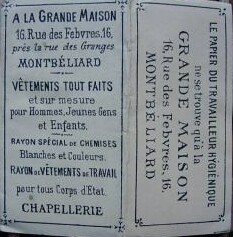 A LA GRANDE MAISON
16, Rue des Febvres, 16,
près la rue des Granges
MONTBÉLIARD
VÊTEMENTS TOUT FAITS
et sur mesure
pour Hommes, Jeunes Gens
et Enfants.
RAYON SPÉCIAL DE CHEMISES
Blanches et Couleurs.
RAYON DE VÊTEMENTS DE TRAVAIL
pour tous Corps d'Etat.
CHAPELLERIE
LE PAPIER DU TRAVAILLEUR HYGIÉNIQUE
ne se trouve qu'à la
GRANDE MAISON
16, Rue des Febvres, 16.
MONTBELIARD